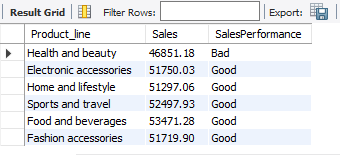 Result Grid Filter Rows: Export:
Product_line Sales SalesPerformance
Health and beauty 46851.18 Bad
Electronic accessories 51750.03 Good
Home and lifestyle 51297.06 Good
Sports and travel 52497.93 Good
Food and beverages 53471.28 Good
Fashion accessories 51719.90 Good